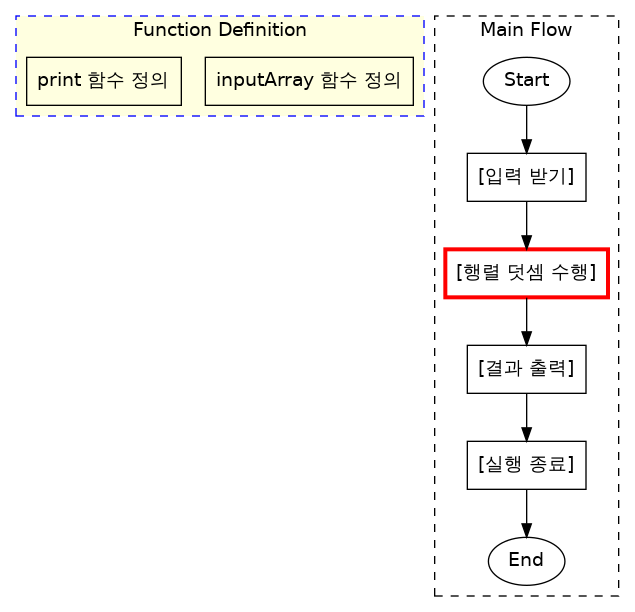 Function Definition
print 함수 정의
inputArray 함수 정의
Main Flow
Start
[입력 받기]
[행렬 덧셈 수행]
[결과 출력]
[실행 종료]
End